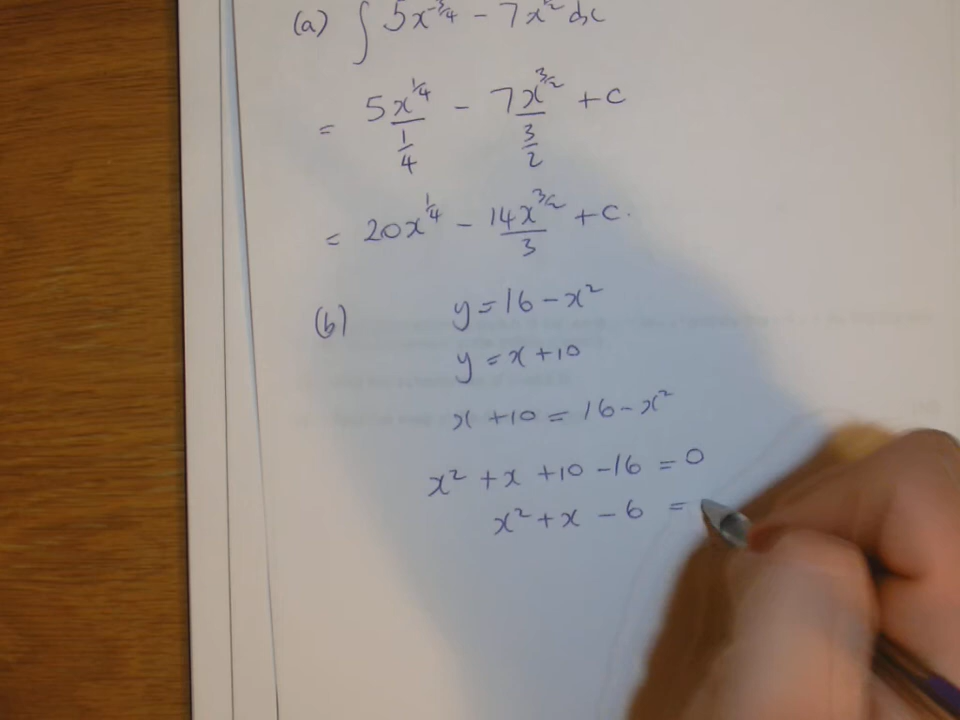 (a) ∫ 5x^-3/4 - 7x^1/2 dx
= 5x^1/4 / 1/4 - 7x^3/2 / 3/2 + C
= 20x^1/4 - 14x^3/2 / 3 + C.
(b) y = 16 - x²
y = x + 10
x + 10 = 16 - x²
x² + x + 10 - 16 = 0
x² + x - 6 =